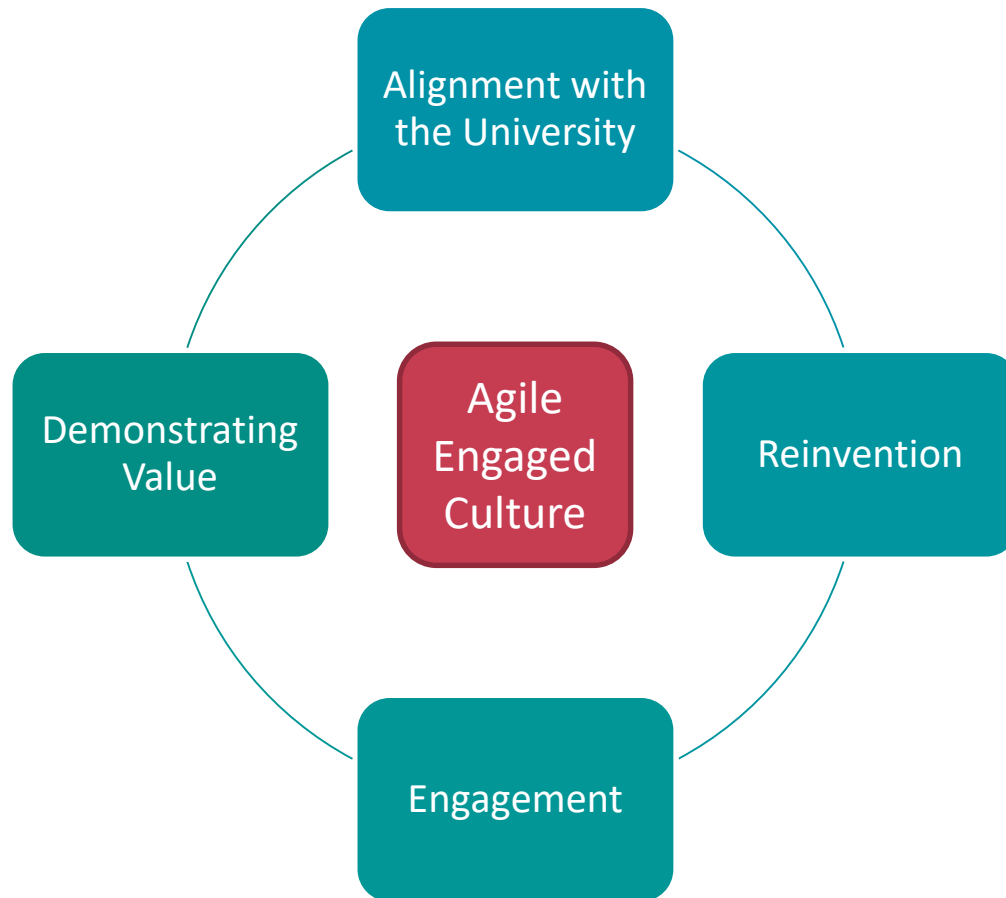 Alignment with
the University
Demonstrating
Value
Agile
Engaged
Culture
Reinvention
Engagement